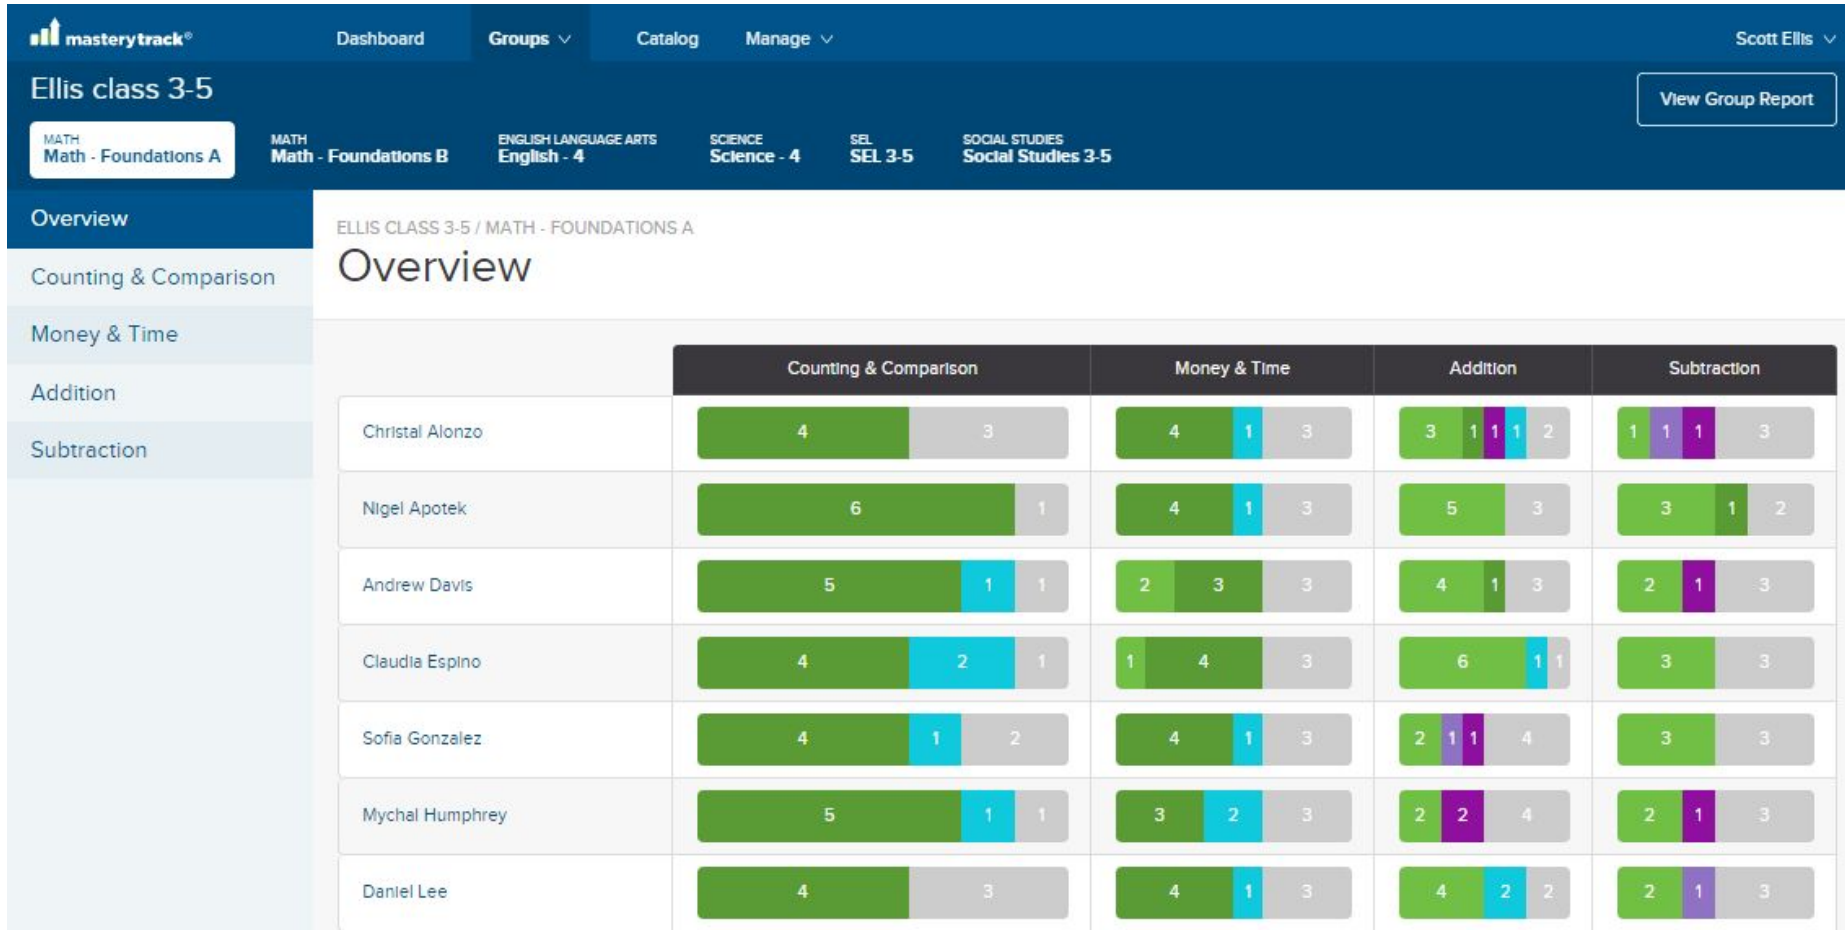 masterytrack®
Dashboard Groups Catalog Manage Scott Ellis
Ellis class 3-5
View Group Report
MATH MATH ENGLISH LANGUAGE ARTS SCIENCE SEL SOCIAL STUDIES
Math - Foundations A Math - Foundations B English - 4 Science - 4 SEL 3-5 Social Studies 3-5
Overview
Counting & Comparison
Money & Time
Addition
Subtraction
ELLIS CLASS 3-5 / MATH - FOUNDATIONS A
Overview
Counting & Comparison Money & Time Addition Subtraction
Christal Alonzo 4 3 4 1 3 3 1 1 1 2 1 1 1 3
Nigel Apotek 6 1 4 1 3 5 3 3 1 2
Andrew Davis 5 1 1 2 3 3 4 1 3 2 1 3
Claudia Espino 4 2 1 1 4 3 6 1 1 3 3
Sofia Gonzalez 4 1 2 4 1 3 2 1 1 4 3 3
Mychal Humphrey 5 1 1 3 2 3 2 2 4 2 1 3
Daniel Lee 4 3 4 1 3 4 2 2 2 1 3